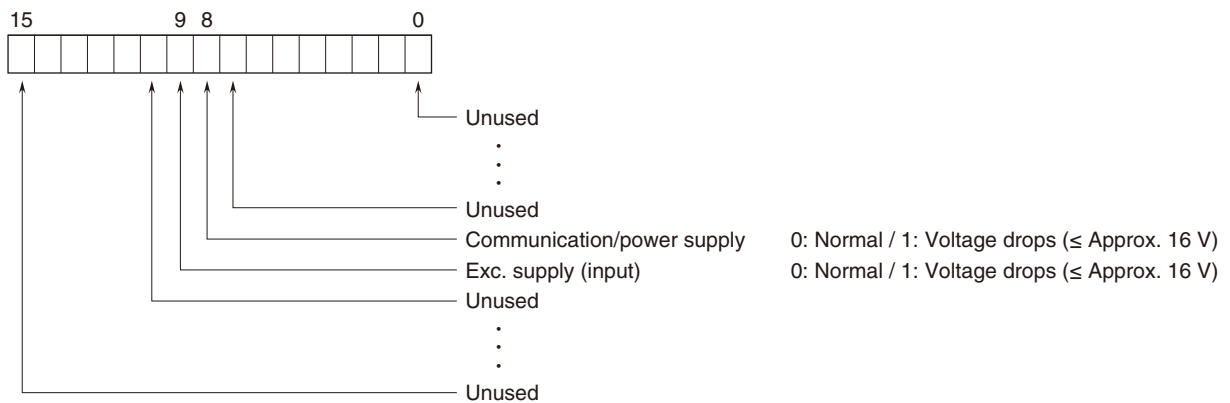 15 9 8 0
Unused
Unused
Communication/power supply 0: Normal / 1: Voltage drops (≤ Approx. 16 V)
Exc. supply (input) 0: Normal / 1: Voltage drops (≤ Approx. 16 V)
Unused
Unused